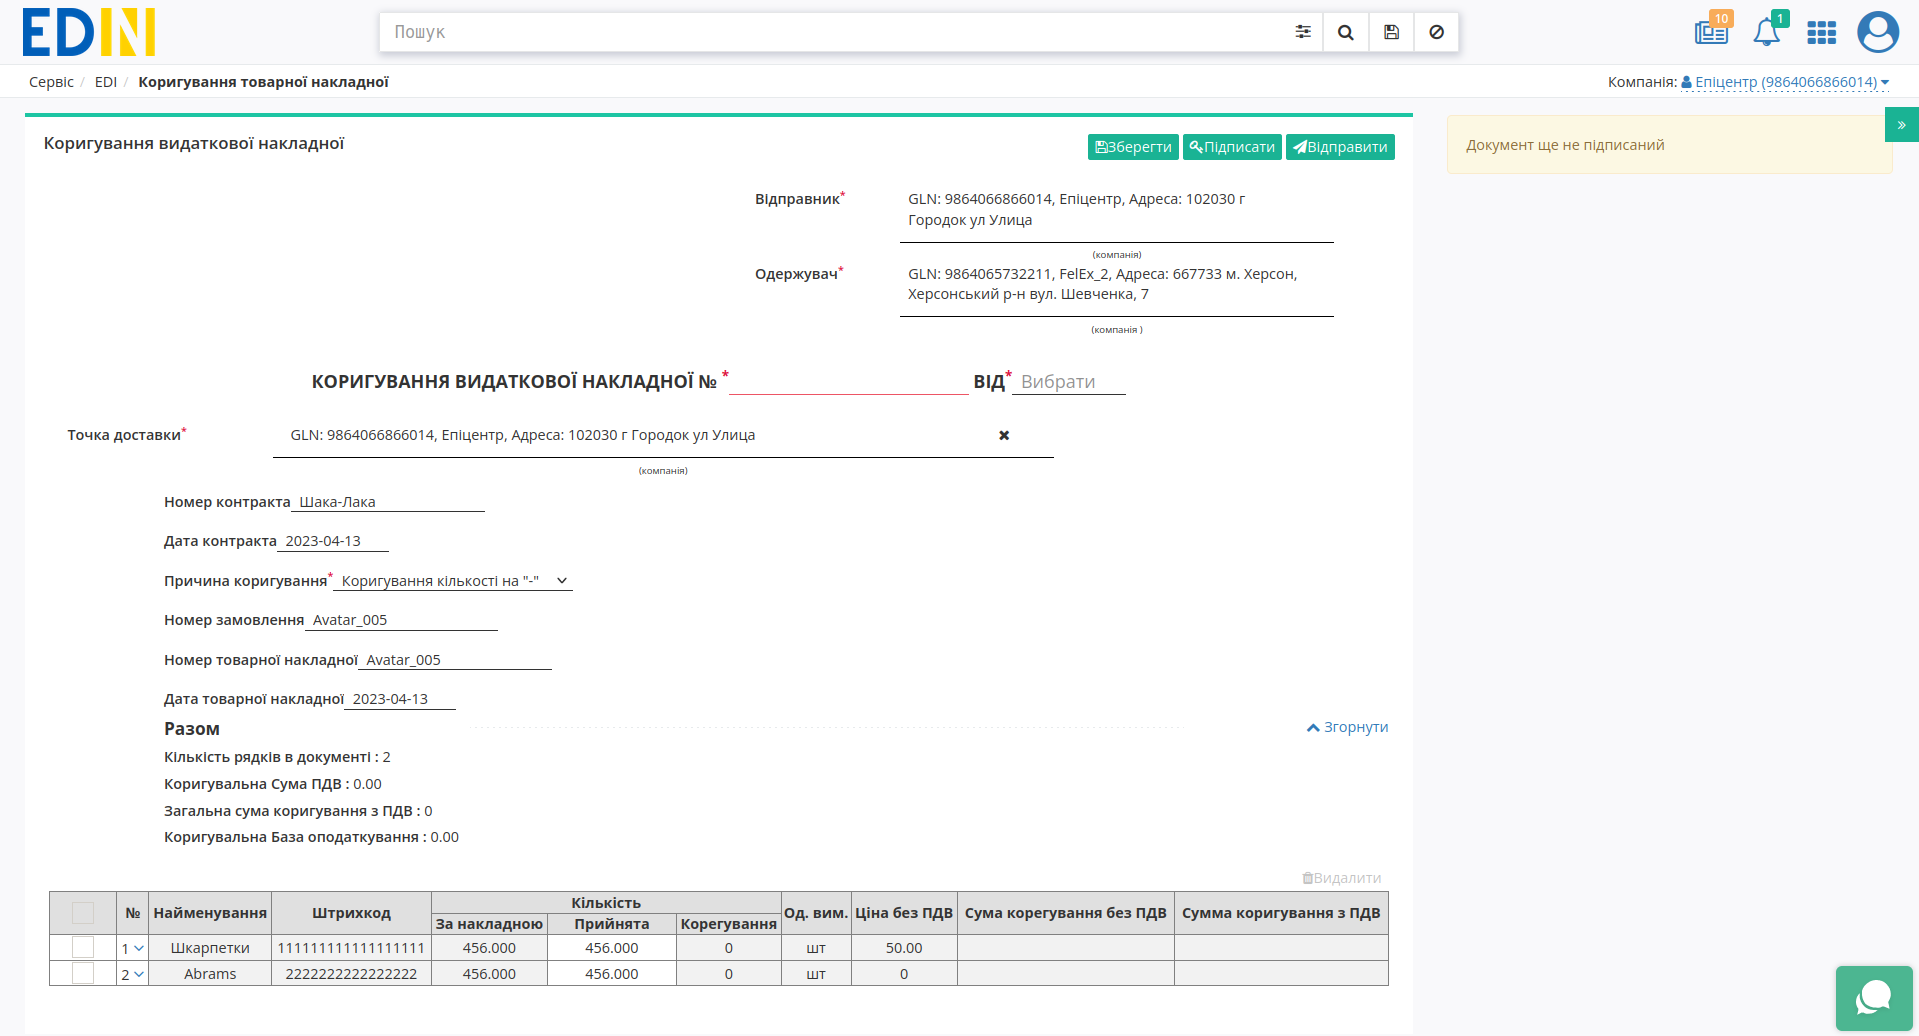 EDIN
Пошук
10
1
Сервіс / EDI / Коригування товарної накладної
Компанія: Епіцентр (9864066866014)
Коригування видаткової накладної
Зберегти Підписати Відправити
»
Документ ще не підписаний
Відправник* GLN: 9864066866014, Епіцентр, Адреса: 102030 г
Городок ул Улица
(компанія)
Одержувач* GLN: 9864065732211, FelEx_2, Адреса: 667733 м. Херсон,
Херсонський р-н вул. Шевченка, 7
(компанія )
КОРИГУВАННЯ ВИДАТКОВОЇ НАКЛАДНОЇ № * ВІД* Вибрати
Точка доставки* GLN: 9864066866014, Епіцентр, Адреса: 102030 г Городок ул Улица ✖
(компанія)
Номер контракта Шака-Лака
Дата контракта 2023-04-13
Причина коригування* Коригування кількості на "-"
Номер замовлення Avatar_005
Номер товарної накладної Avatar_005
Дата товарної накладної 2023-04-13
Разом Згорнути
Кількість рядків в документі : 2
Коригувальна Сума ПДВ : 0.00
Загальна сума коригування з ПДВ : 0
Коригувальна База оподаткування : 0.00
Видалити
№ Найменування Штрихкод Кількість Од. вим. Ціна без ПДВ Сума корегування без ПДВ Сумма коригування з ПДВ
За накладною Прийнята Корегування
1 Шкарпетки 111111111111111111 456.000 456.000 0 шт 50.00
2 Abrams 2222222222222222 456.000 456.000 0 шт 0